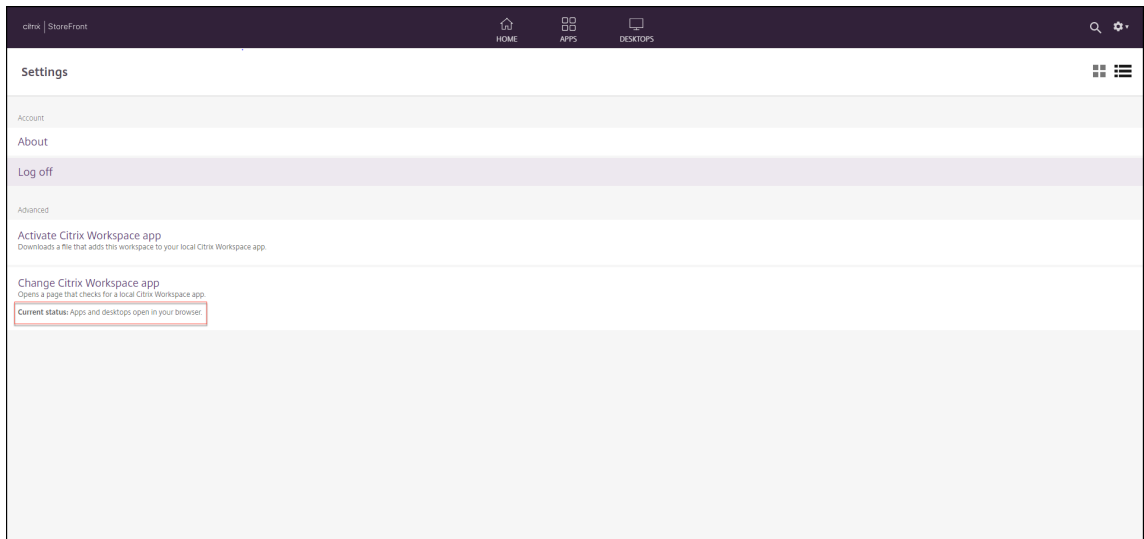 citrix | StoreFront
HOME
APPS
DESKTOPS
Settings
Account
About
Log off
Advanced
Activate Citrix Workspace app
Downloads a file that adds this workspace to your local Citrix Workspace app.
Change Citrix Workspace app
Opens a page that checks for a local Citrix Workspace app.
Current status: Apps and desktops open in your browser.